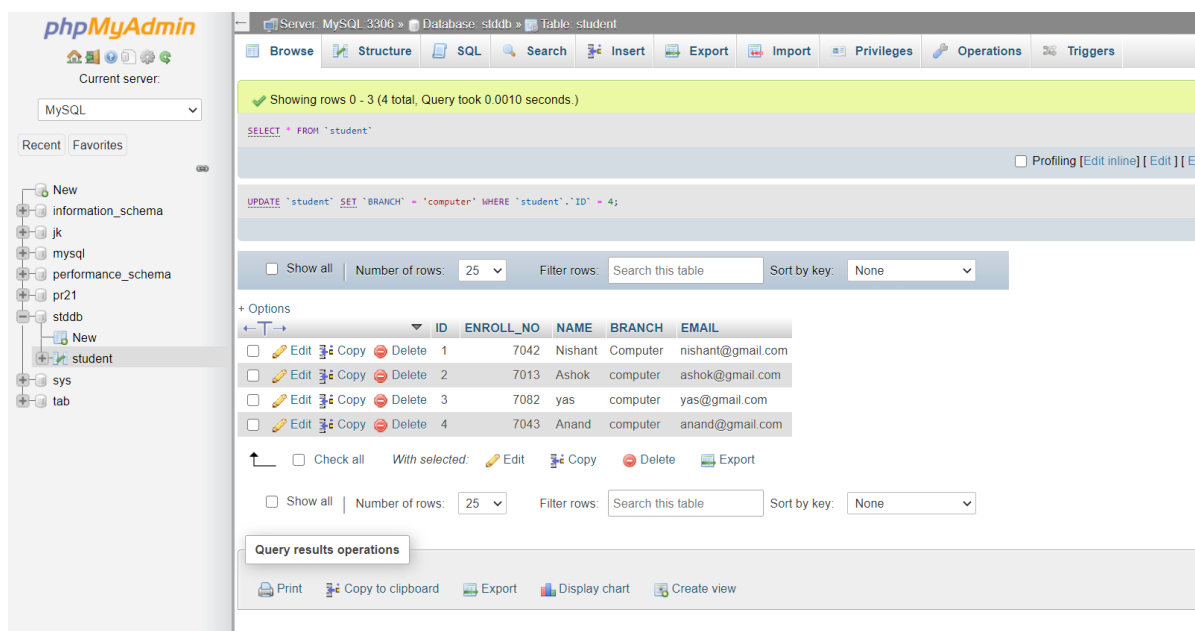 phpMyAdmin
Current server:
MySQL
Recent Favorites
New
information_schema
jk
mysql
performance_schema
pr21
stddb
New
student
sys
tab
Server: MySQL:3306 » Database: stddb » Table: student
Browse Structure SQL Search Insert Export Import Privileges Operations Triggers
Showing rows 0 - 3 (4 total, Query took 0.0010 seconds.)
SELECT * FROM `student`
Profiling [Edit inline] [ Edit ] [ E
UPDATE `student` SET `BRANCH` = 'computer' WHERE `student`.`ID` = 4;
Show all | Number of rows: 25 Filter rows: Search this table Sort by key: None
+ Options
←T→ ▼ ID ENROLL_NO NAME BRANCH EMAIL
Edit Copy Delete 1 7042 Nishant Computer nishant@gmail.com
Edit Copy Delete 2 7013 Ashok computer ashok@gmail.com
Edit Copy Delete 3 7082 yas computer yas@gmail.com
Edit Copy Delete 4 7043 Anand computer anand@gmail.com
Check all With selected: Edit Copy Delete Export
Show all | Number of rows: 25 Filter rows: Search this table Sort by key: None
Query results operations
Print Copy to clipboard Export Display chart Create view